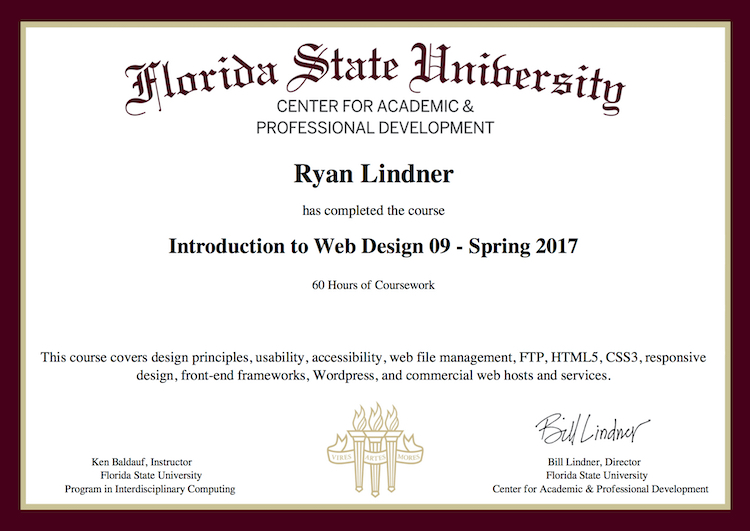 Florida State University
CENTER FOR ACADEMIC &
PROFESSIONAL DEVELOPMENT
Ryan Lindner
has completed the course
Introduction to Web Design 09 - Spring 2017
60 Hours of Coursework
This course covers design principles, usability, accessibility, web file management, FTP, HTML5, CSS3, responsive
design, front-end frameworks, Wordpress, and commercial web hosts and services.
VIRES ARTES MORES
Bill Lindner
Ken Baldauf, Instructor
Florida State University
Program in Interdisciplinary Computing
Bill Lindner, Director
Florida State University
Center for Academic & Professional Development